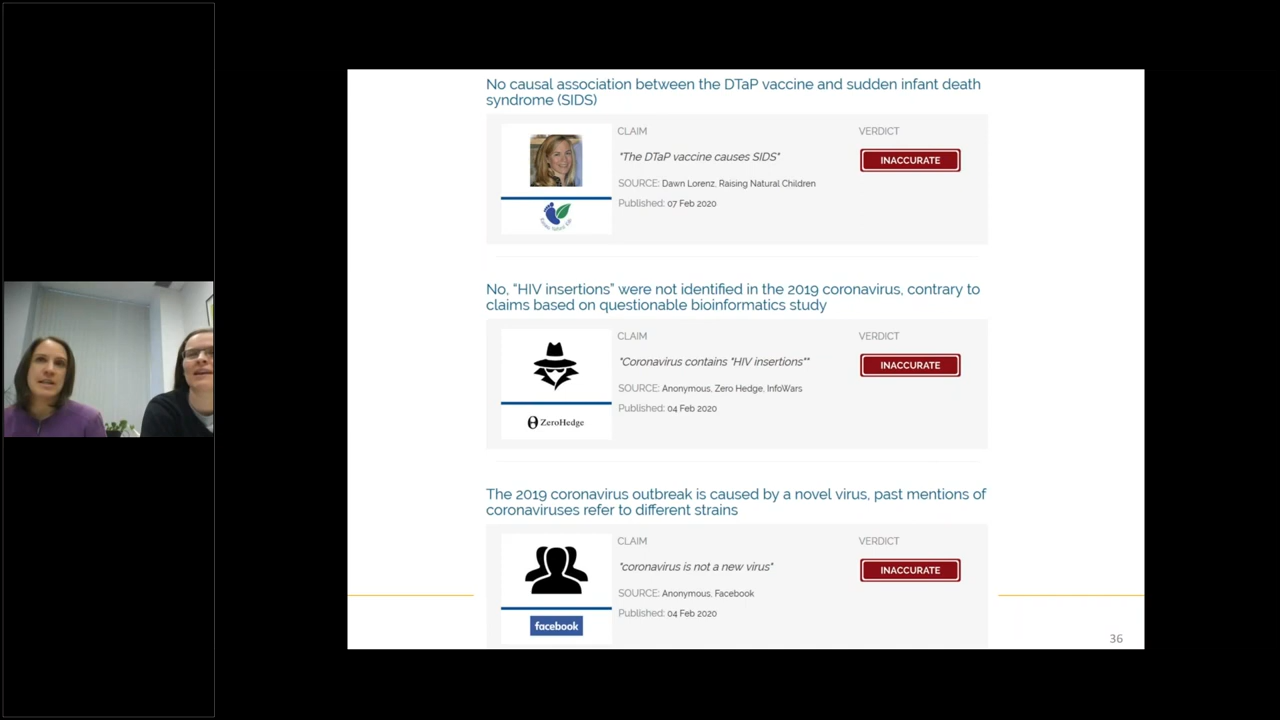 No causal association between the DTaP vaccine and sudden infant death
syndrome (SIDS)
CLAIM
VERDICT
"The DTaP vaccine causes SIDS"
INACCURATE
SOURCE: Dawn Lorenz, Raising Natural Children
Published: 07 Feb 2020
No, “HIV insertions” were not identified in the 2019 coronavirus, contrary to
claims based on questionable bioinformatics study
CLAIM
VERDICT
"Coronavirus contains "HIV insertions""
INACCURATE
SOURCE: Anonymous, Zero Hedge, InfoWars
Published: 04 Feb 2020
ZeroHedge
The 2019 coronavirus outbreak is caused by a novel virus, past mentions of
coronaviruses refer to different strains
CLAIM
VERDICT
"coronavirus is not a new virus"
INACCURATE
SOURCE: Anonymous, Facebook
Published: 04 Feb 2020
facebook
36